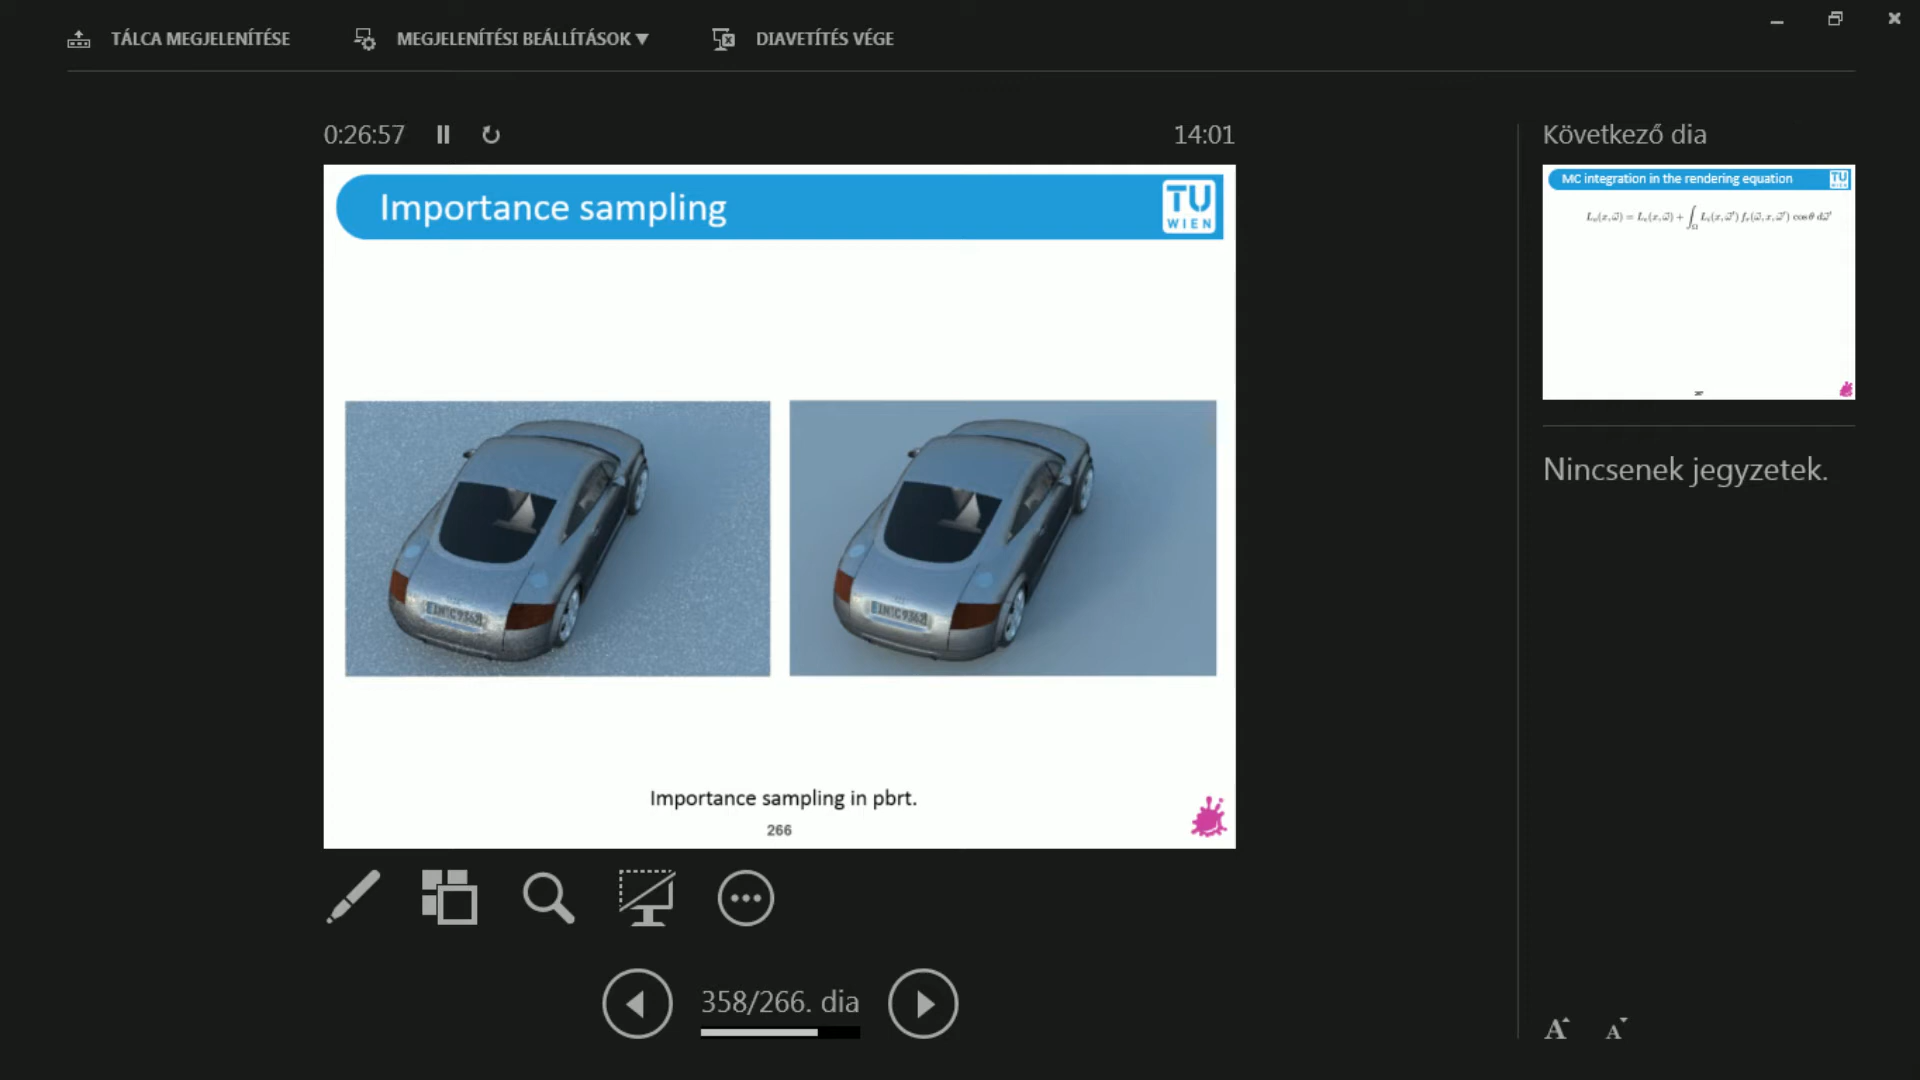 TÁLCA MEGJELENÍTÉSE
MEGJELENÍTÉSI BEÁLLÍTÁSOK
DIAVETÍTÉS VÉGE
0:26:57
14:01
Importance sampling
TU
WIEN
Importance sampling in pbrt.
266
358/266. dia
Következő dia
MC integration in the rendering equation
TU
Nincsenek jegyzetek.
A A